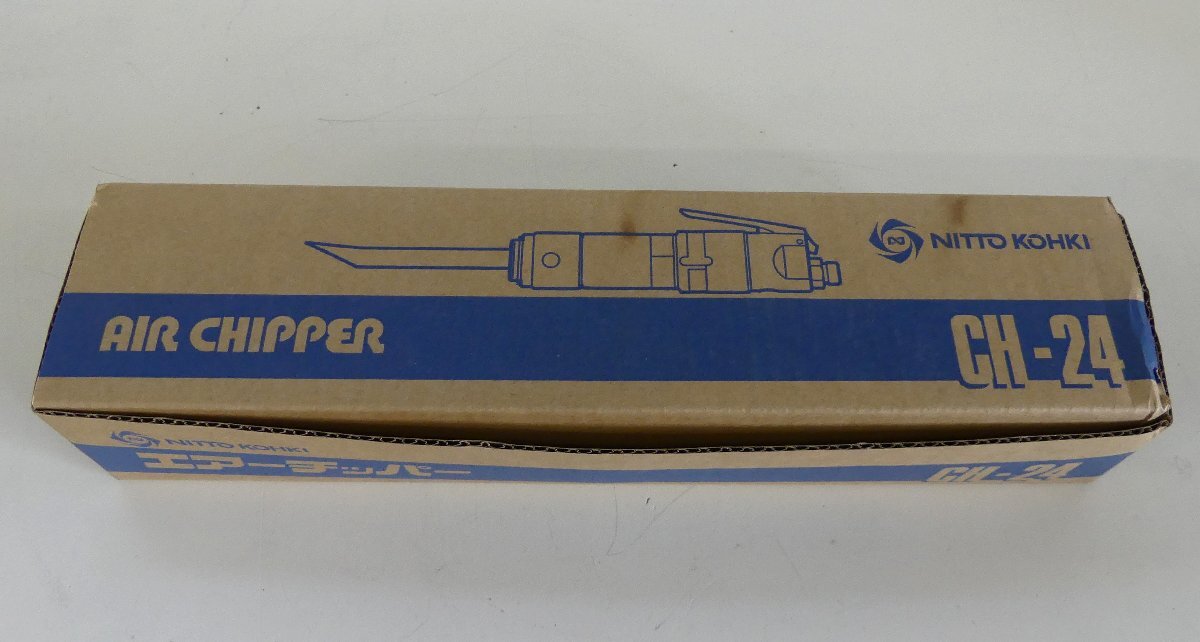 NITTO KOHKI
AIR CHIPPER
CH-24
NITTO KOHKI
エアーチッパー
CH-24